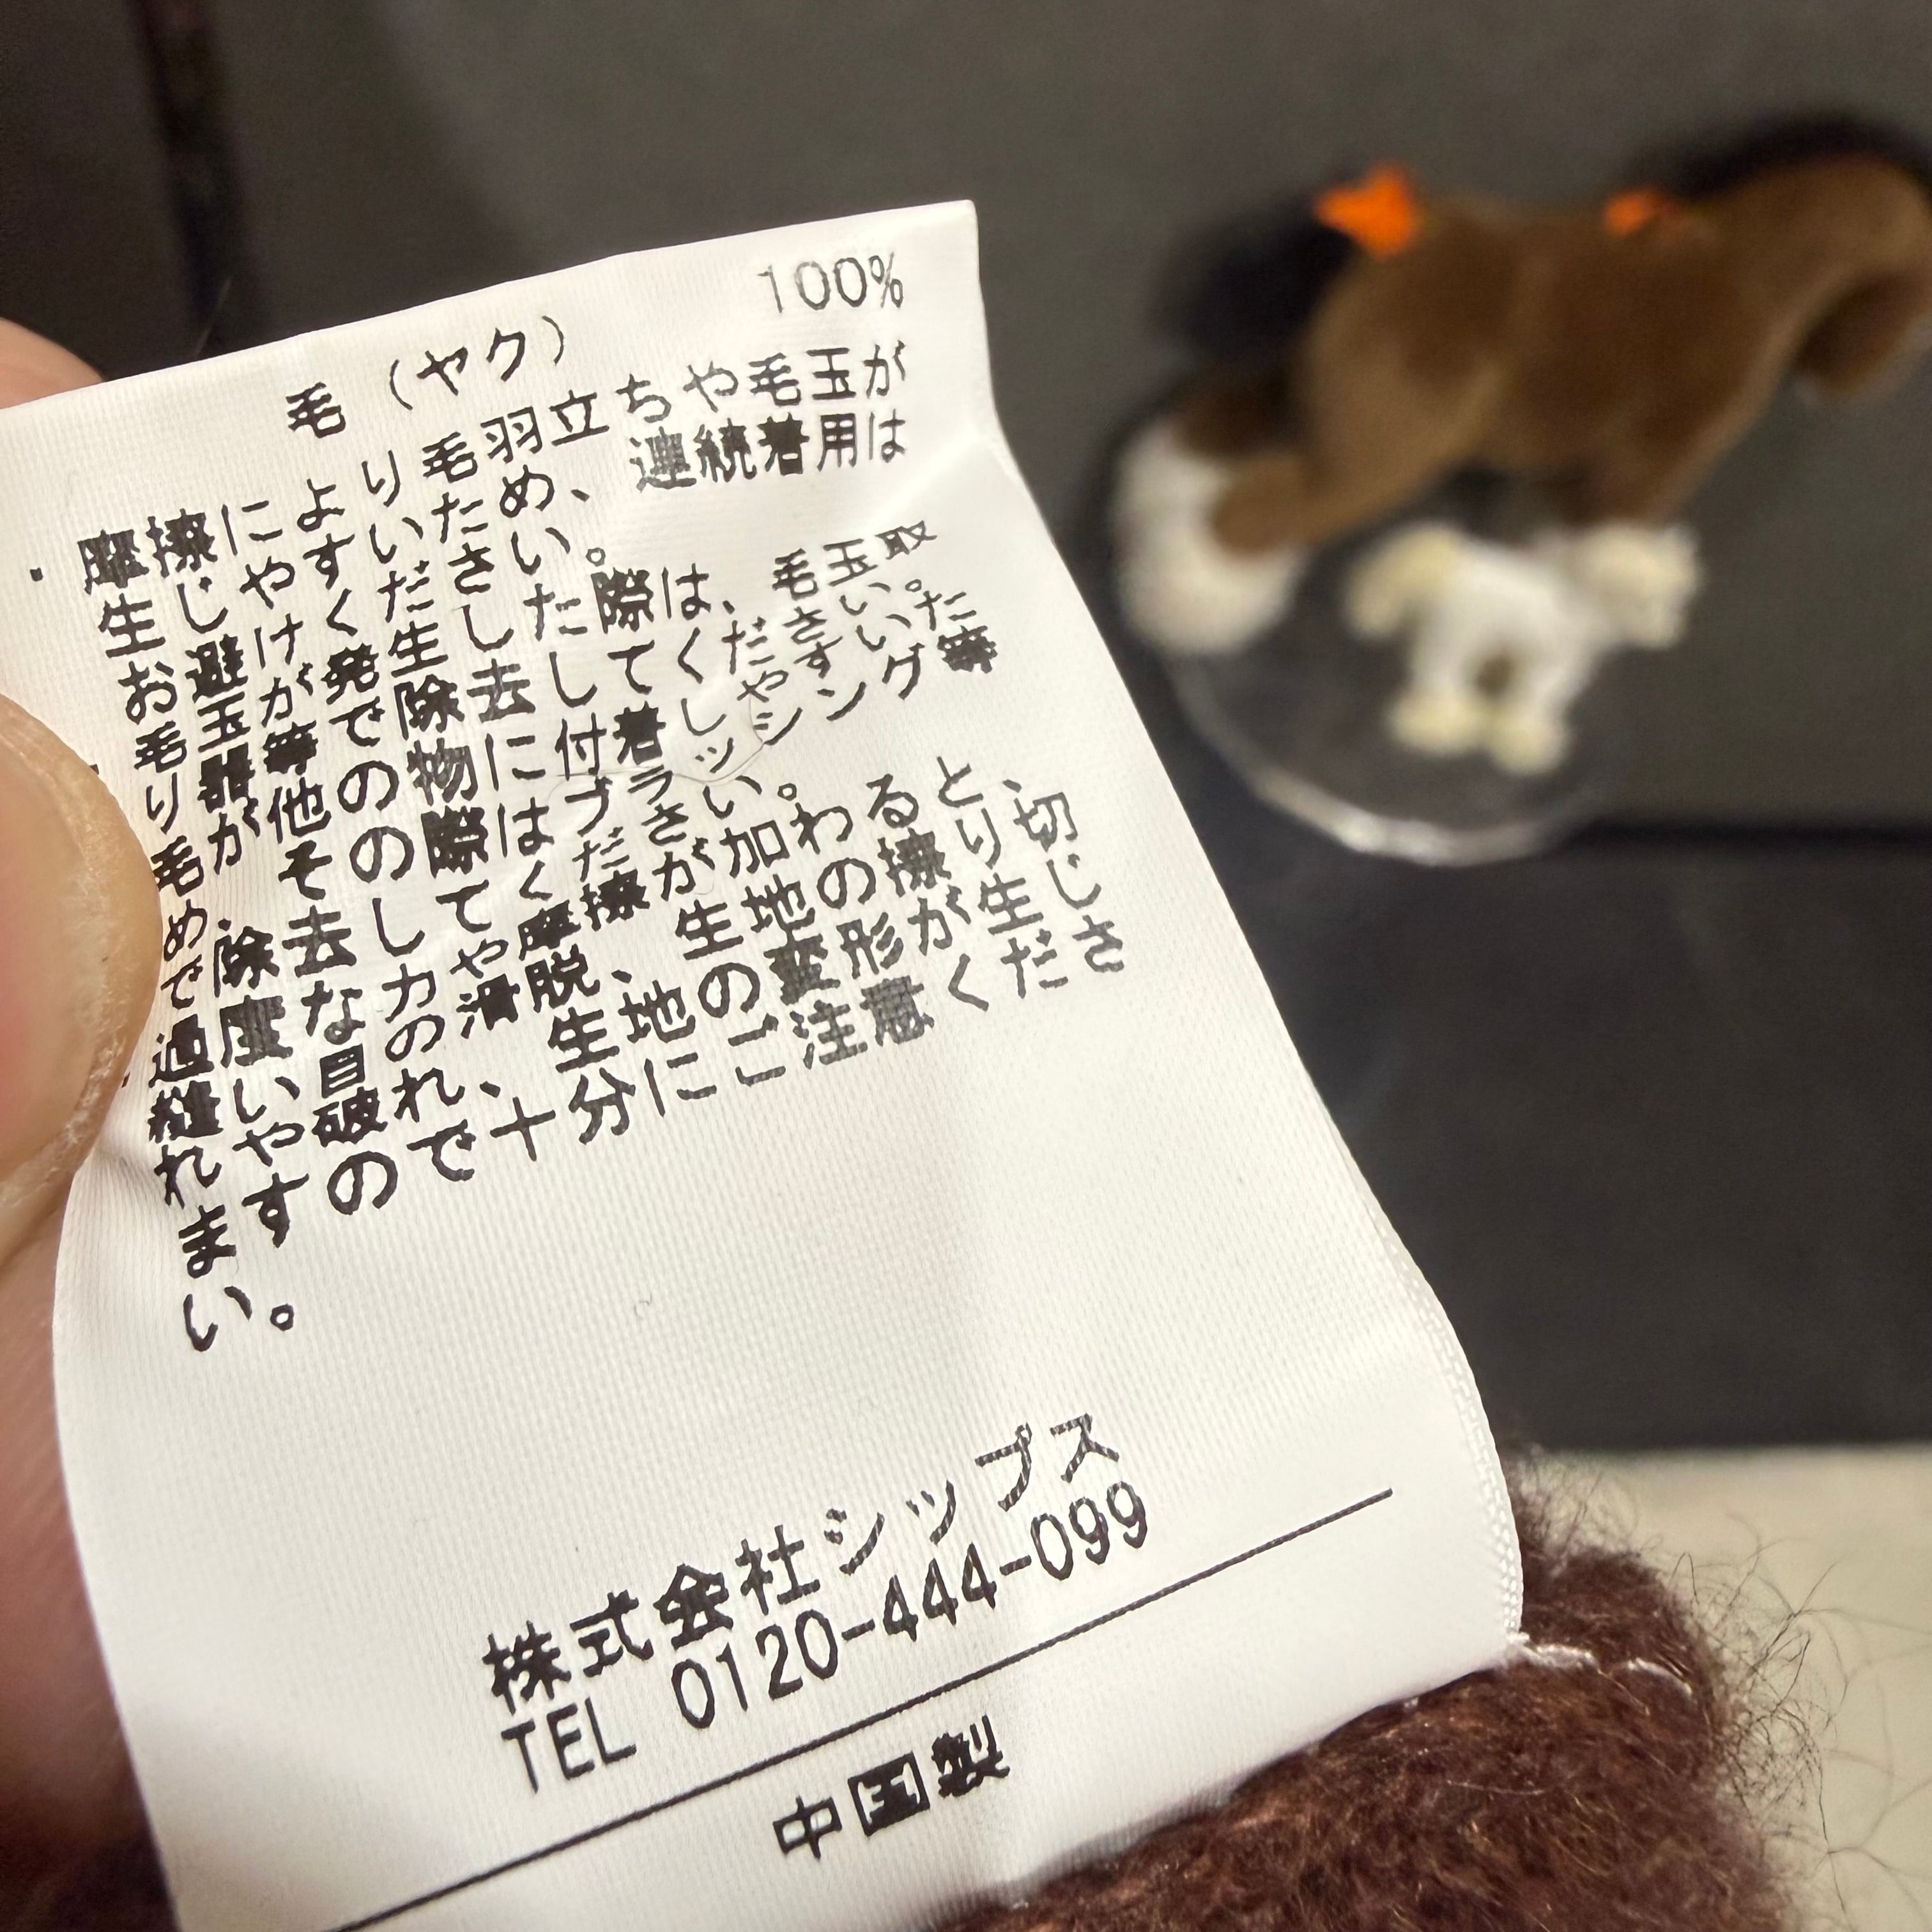 毛(ヤク) 100%
・摩擦により毛羽立ちや毛玉が
生じやすいため、連続着用は
お避けください。
毛玉が発生した際は、毛玉取
り器等で除去してください。
毛が他の物に付着しやすい。た
め、その際はブラッシング等
で除去してください。
・過度な力や摩擦が加わると、
縫い目の滑脱、生地の擦り切
れや破れ、生地の変形が生じ
ますので十分にご注意くださ
い。
株式会社シップス
TEL 0120-444-099
中国製